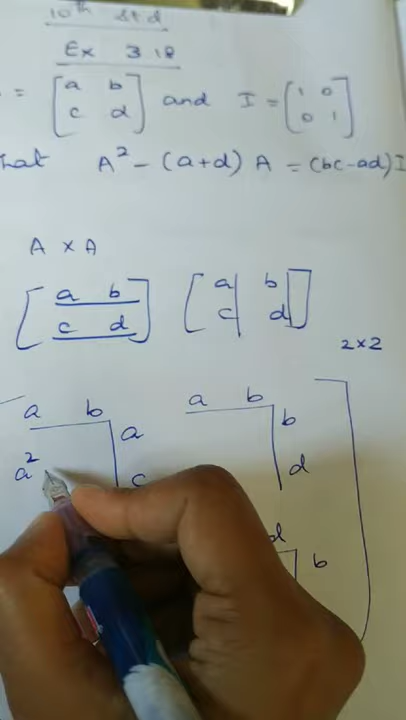 10th Std
Ex 3.18
= [a b c d] and I = [1 0 0 1]
that A² - (a+d) A = (bc-ad) I
A × A
[a b] [a b]
[c d] [c d]
2×2
a b a b
a b
a² c d
d
b